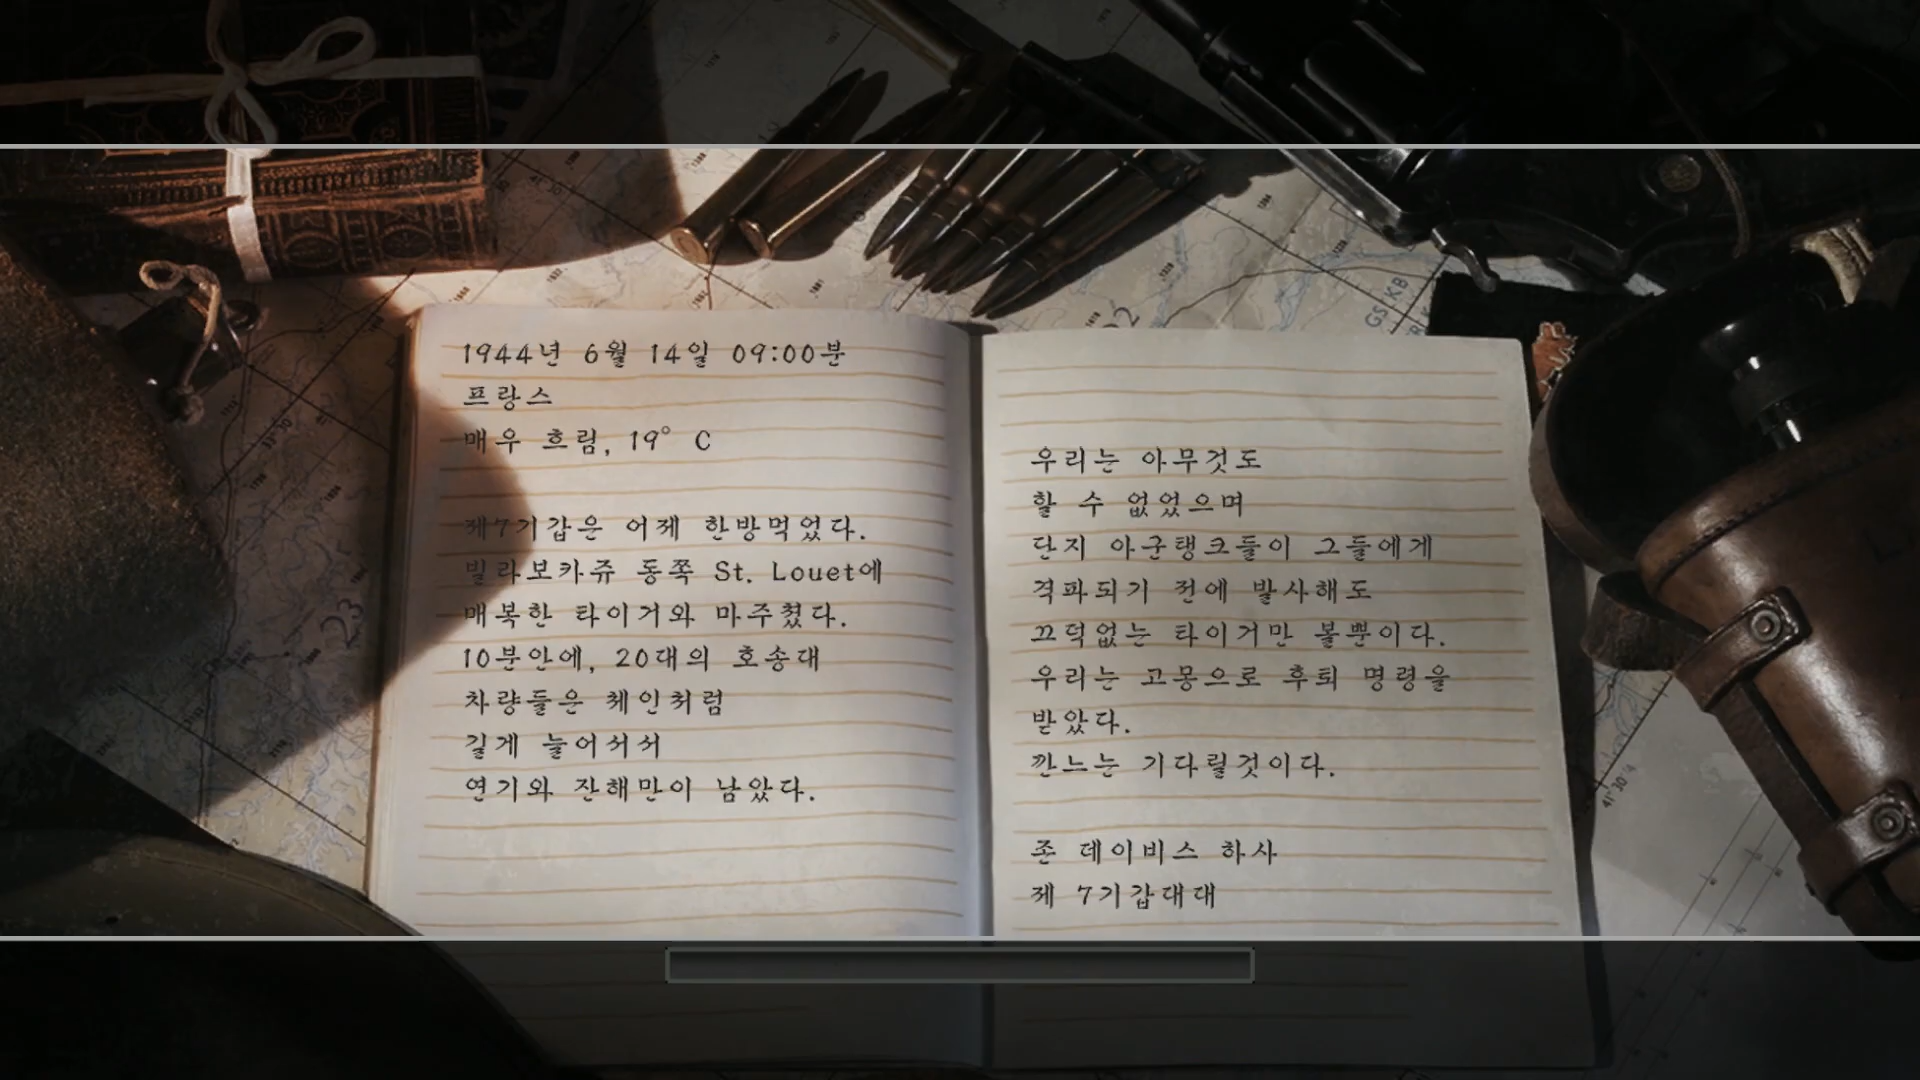 1944년 6월 14일 09:00분
프랑스
매우 흐림, 19° C
제7기갑은 어제 한방먹었다.
빌라보카쥬 동쪽 St. Louet에
매복한 타이거와 마주쳤다.
10분안에, 20대의 호송대
차량들은 체인처럼
길게 늘어서서
연기와 잔해만이 남았다.
우리는 아무것도
할 수 없었으며
단지 아군탱크들이 그들에게
격파되기 전에 발사해도
끄덕없는 타이거만 볼뿐이다.
우리는 고몽으로 후퇴 명령을
받았다.
깐느는 기다릴것이다.
존 데이비스 하사
제 7기갑대대
GSKB
23